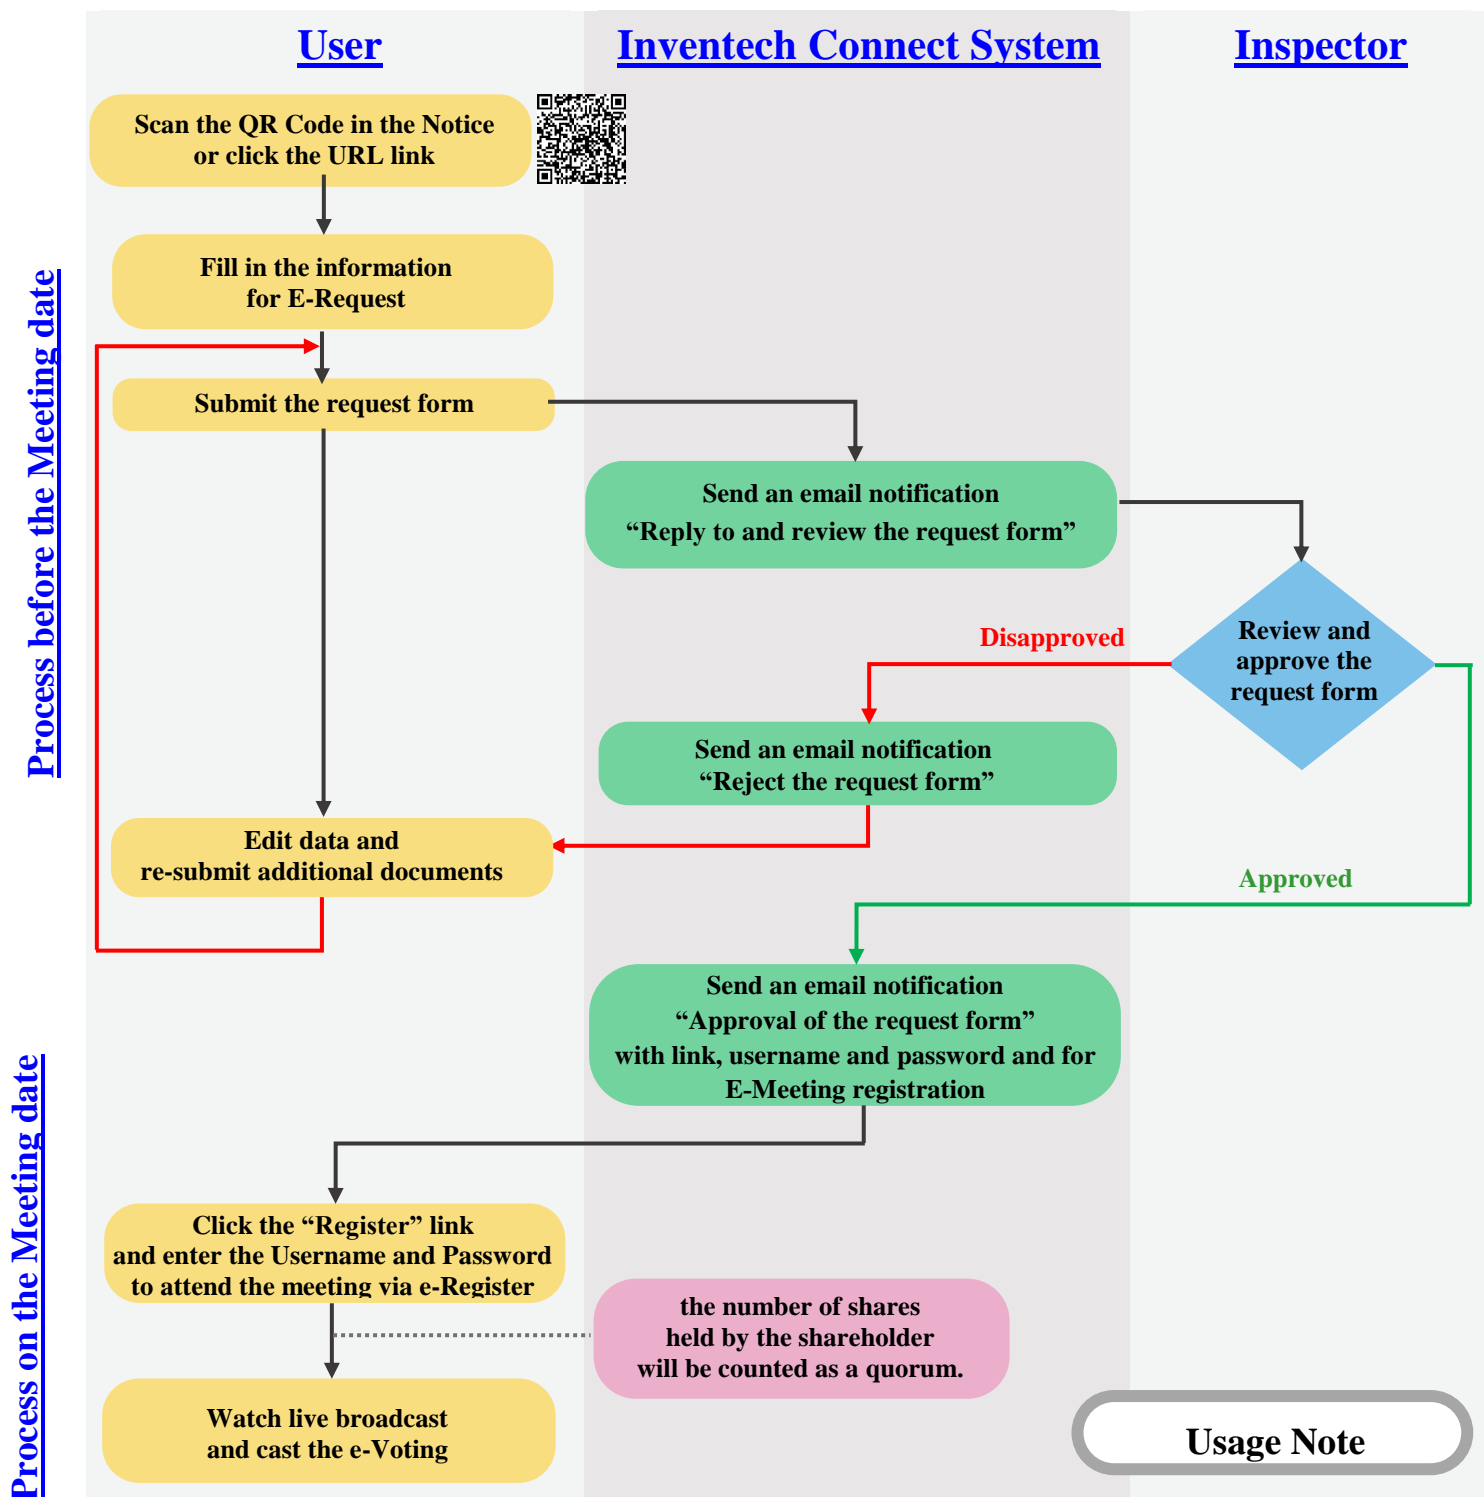 User
Inventech Connect System
Inspector
Process before the Meeting date
Scan the QR Code in the Notice
or click the URL link
Fill in the information
for E-Request
Submit the request form
Send an email notification
“Reply to and review the request form”
Review and
approve the
request form
Disapproved
Send an email notification
“Reject the request form”
Edit data and
re-submit additional documents
Approved
Send an email notification
“Approval of the request form”
with link, username and password and for
E-Meeting registration
Process on the Meeting date
Click the “Register” link
and enter the Username and Password
to attend the meeting via e-Register
the number of shares
held by the shareholder
will be counted as a quorum.
Watch live broadcast
and cast the e-Voting
Usage Note